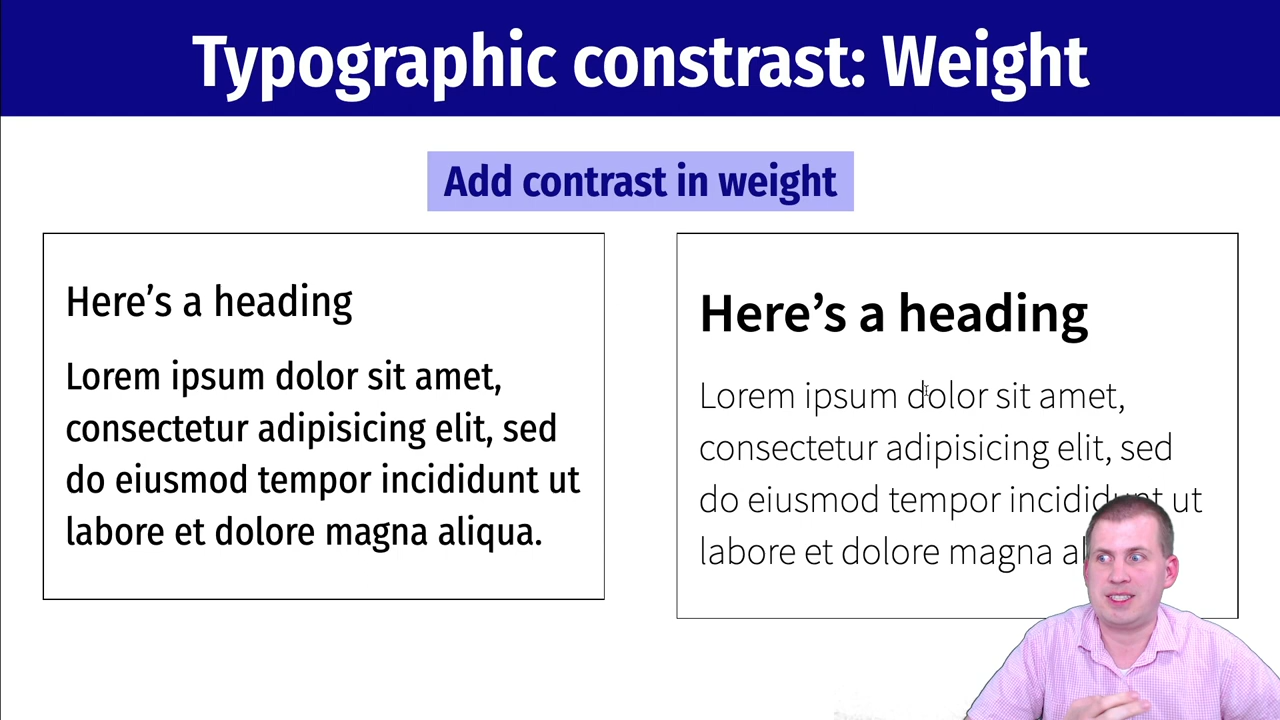 Typographic constrast: Weight
Add contrast in weight
Here’s a heading
Lorem ipsum dolor sit amet,
consectetur adipisicing elit, sed
do eiusmod tempor incididunt ut
labore et dolore magna aliqua.
Here’s a heading
Lorem ipsum dolor sit amet,
consectetur adipisicing elit, sed
do eiusmod tempor incididunt ut
labore et dolore magna